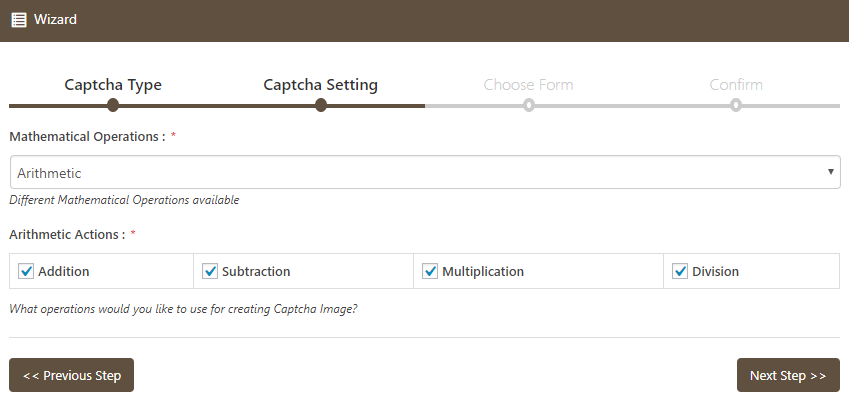 Wizard
Captcha Type Captcha Setting Choose Form Confirm
Mathematical Operations : *
Arithmetic
Different Mathematical Operations available
Arithmetic Actions : *
Addition Subtraction Multiplication Division
What operations would you like to use for creating Captcha Image?
<< Previous Step Next Step >>